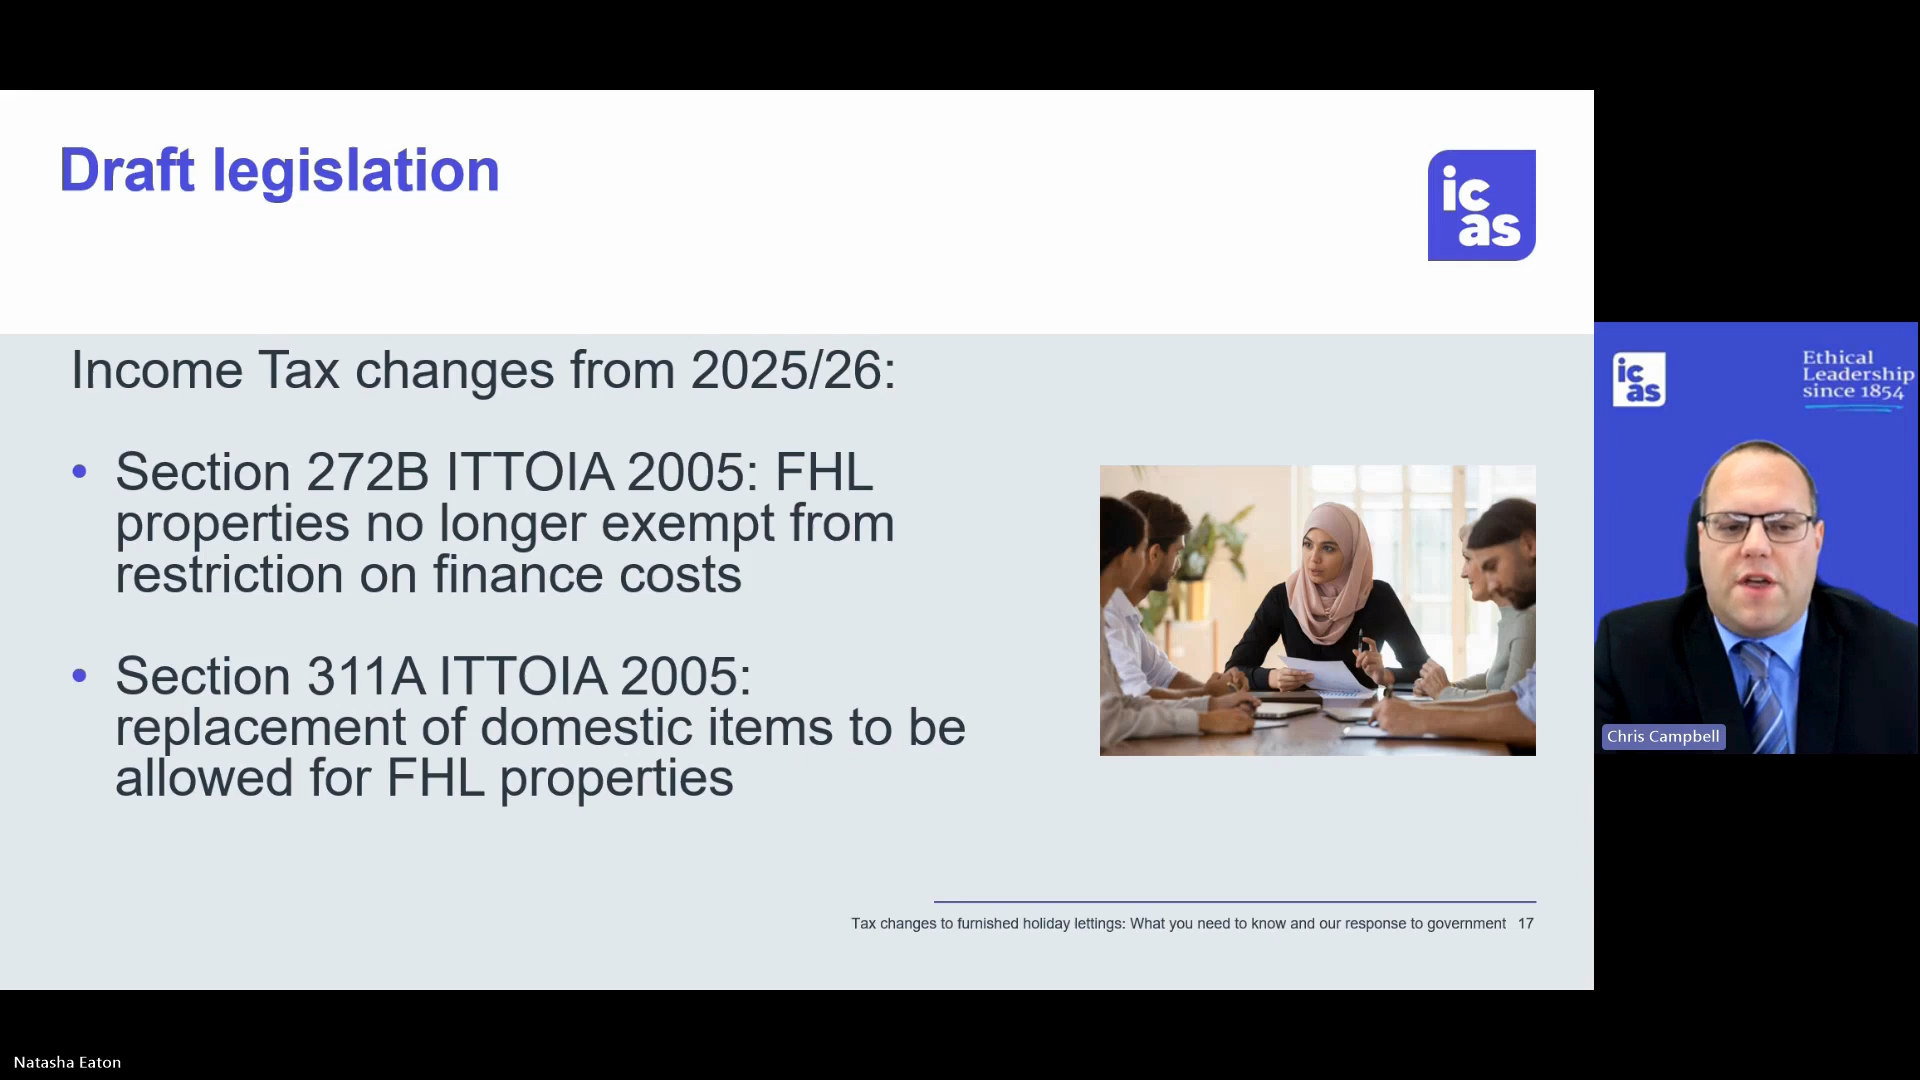 Draft legislation
ic
as
Income Tax changes from 2025/26:
• Section 272B ITTOIA 2005: FHL
properties no longer exempt from
restriction on finance costs
• Section 311A ITTOIA 2005:
replacement of domestic items to be
allowed for FHL properties
Tax changes to furnished holiday lettings: What you need to know and our response to government 17
ic
as
Ethical
Leadership
since 1854
Chris Campbell
Natasha Eaton